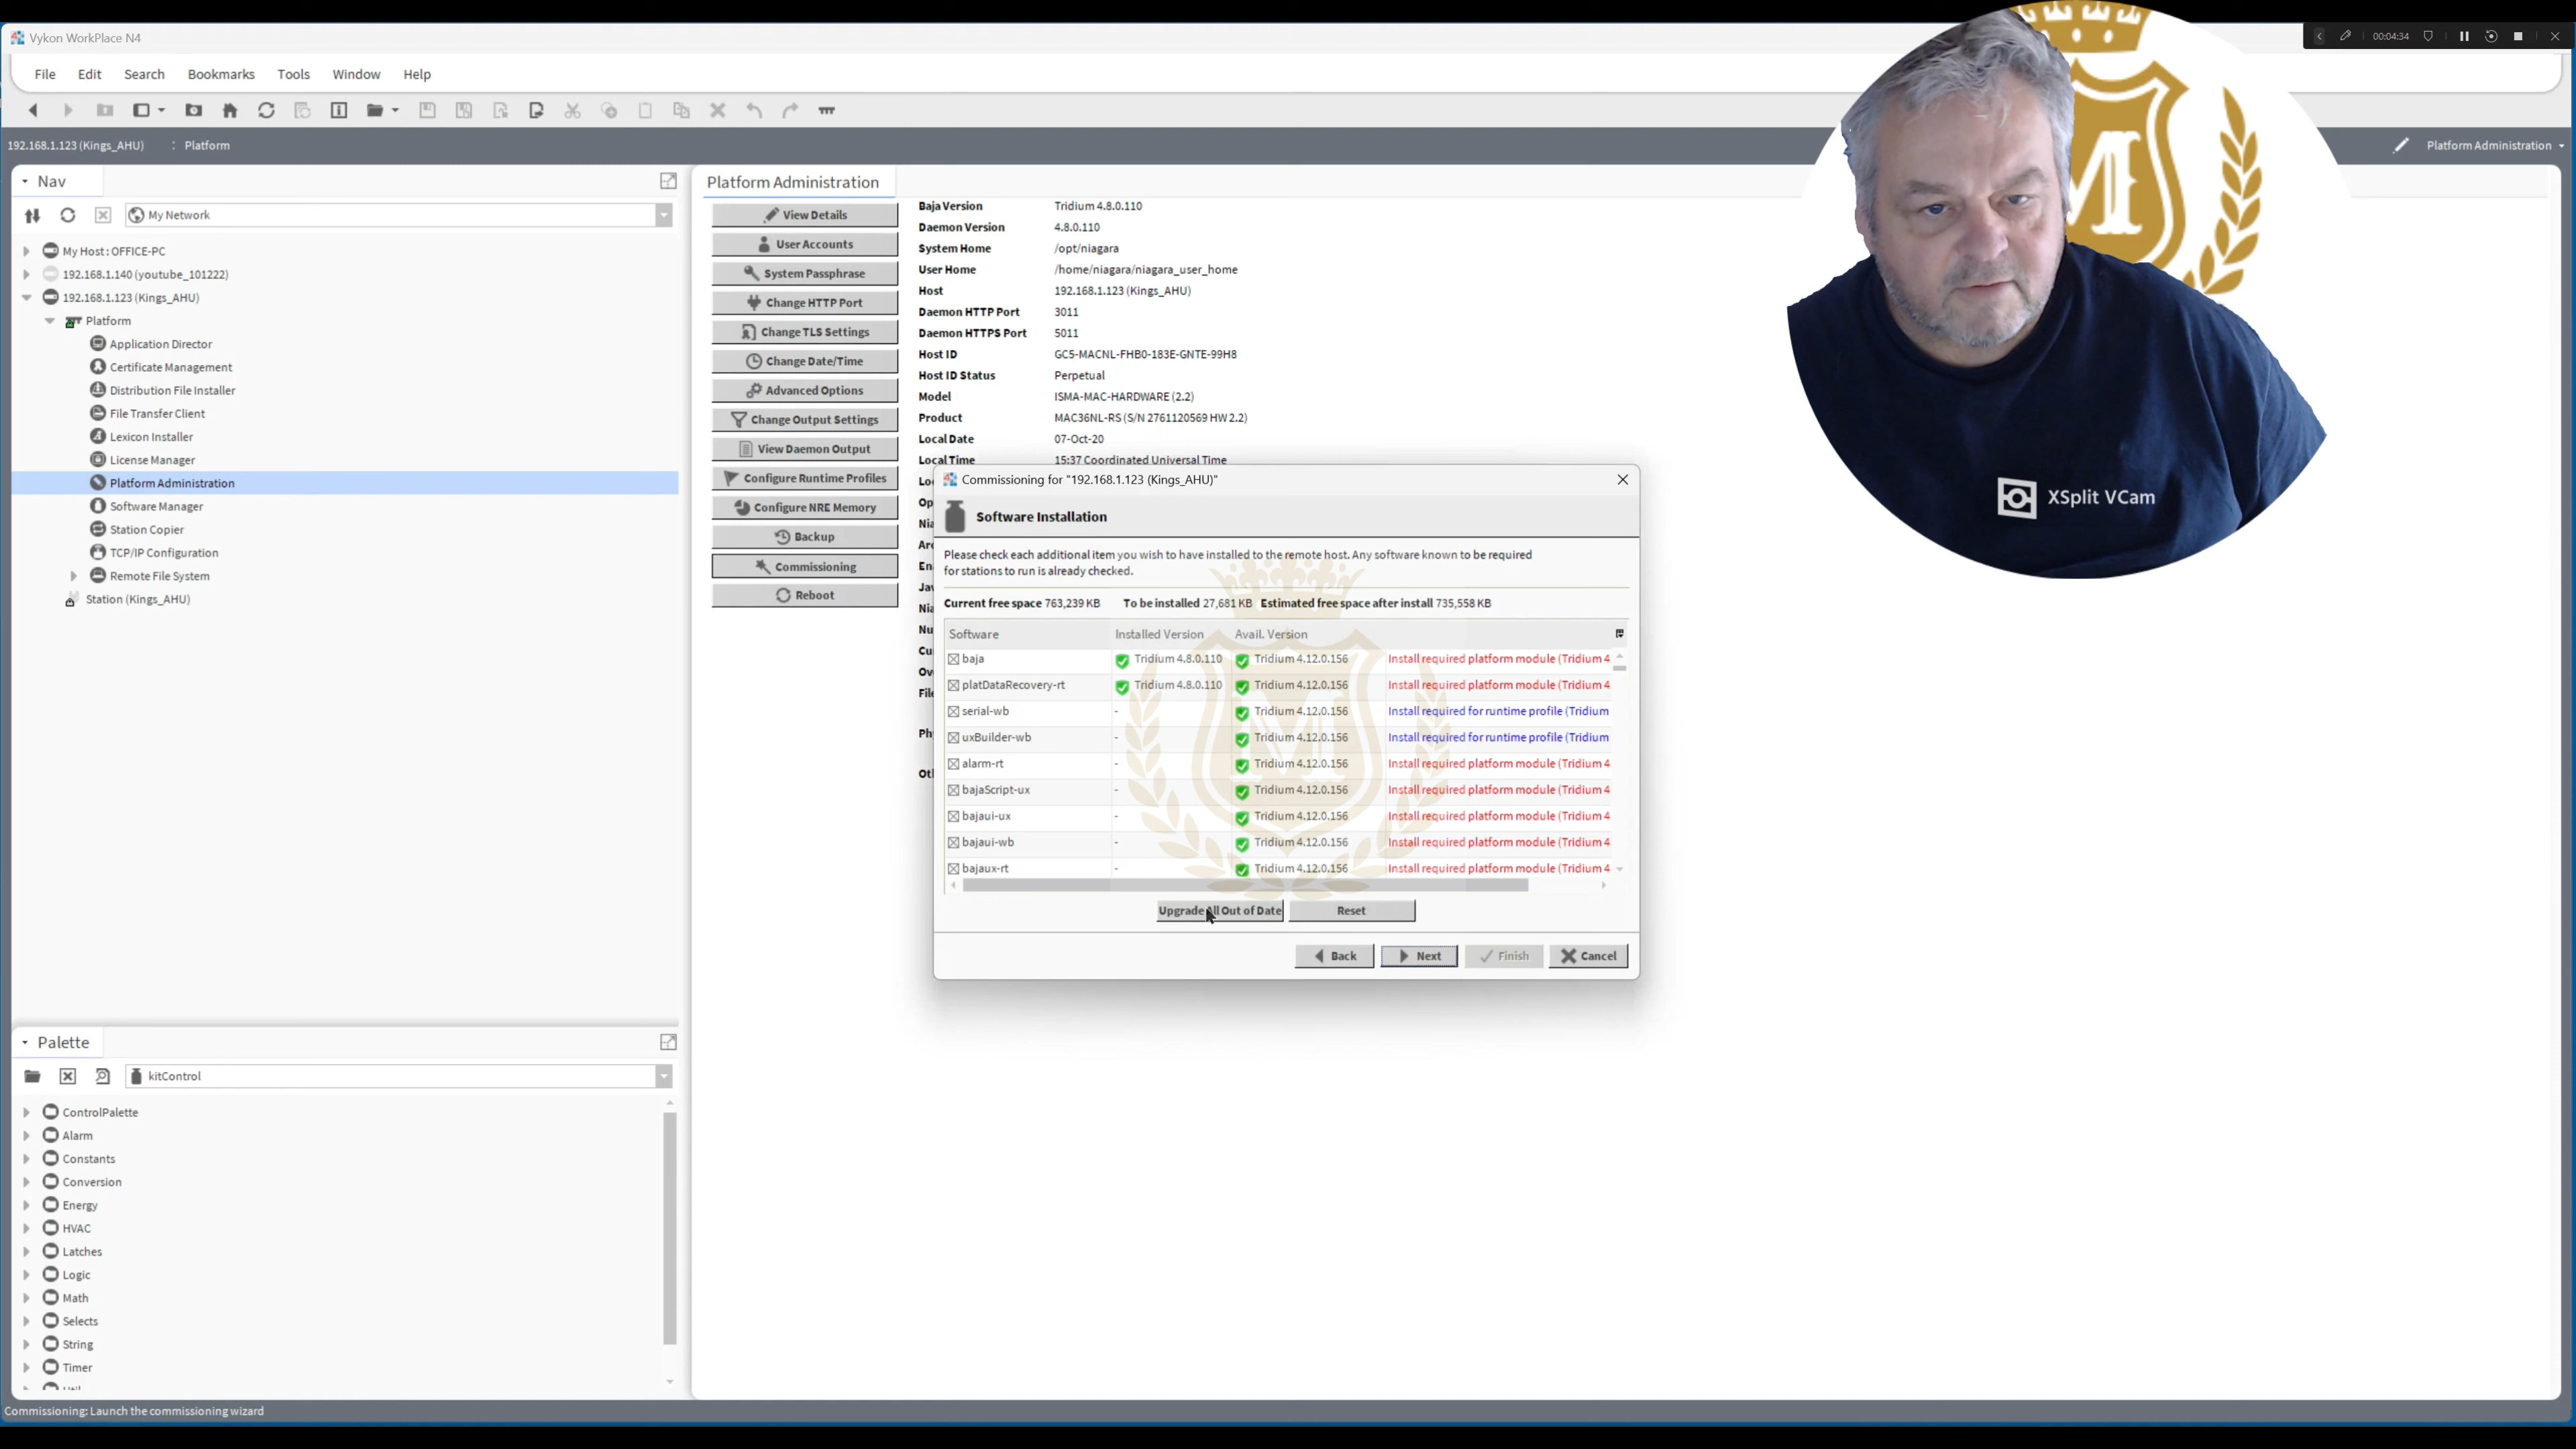 Vykon WorkPlace N4
00:04:34
File Edit Search Bookmarks Tools Window Help
192.168.1.123 (Kings_AHU) : Platform
Platform Administration
Nav
My Network
My Host : OFFICE-PC
192.168.1.140 (youtube_101222)
192.168.1.123 (Kings_AHU)
Platform
Application Director
Certificate Management
Distribution File Installer
File Transfer Client
Lexicon Installer
License Manager
Platform Administration
Software Manager
Station Copier
TCP/IP Configuration
Remote File System
Station (Kings_AHU)
Palette
kitControl
ControlPalette
Alarm
Constants
Conversion
Energy
HVAC
Latches
Logic
Math
Selects
String
Timer
Platform Administration
View Details
User Accounts
System Passphrase
Change HTTP Port
Change TLS Settings
Change Date/Time
Advanced Options
Change Output Settings
View Daemon Output
Configure Runtime Profiles
Configure NRE Memory
Backup
Commissioning
Reboot
Baja Version Tridium 4.8.0.110
Daemon Version 4.8.0.110
System Home /opt/niagara
User Home /home/niagara/niagara_user_home
Host 192.168.1.123 (Kings_AHU)
Daemon HTTP Port 3011
Daemon HTTPS Port 5011
Host ID GC5-MACNL-FHB0-183E-GNTE-99H8
Host ID Status Perpetual
Model ISMA-MAC-HARDWARE (2.2)
Product MAC36NL-RS (S/N 2761120569 HW 2.2)
Local Date 07-Oct-20
Local Time 15:37 Coordinated Universal Time
Commissioning for "192.168.1.123 (Kings_AHU)"
Software Installation
Please check each additional item you wish to have installed to the remote host. Any software known to be required
for stations to run is already checked.
Current free space 763,239 KB To be installed 27,681 KB Estimated free space after install 735,558 KB
Software Installed Version Avail. Version
baja Tridium 4.8.0.110 Tridium 4.12.0.156 Install required platform module (Tridium 4
platDataRecovery-rt Tridium 4.8.0.110 Tridium 4.12.0.156 Install required platform module (Tridium 4
serial-wb - Tridium 4.12.0.156 Install required for runtime profile (Tridium
uxBuilder-wb - Tridium 4.12.0.156 Install required for runtime profile (Tridium
alarm-rt - Tridium 4.12.0.156 Install required platform module (Tridium 4
bajaScript-ux - Tridium 4.12.0.156 Install required platform module (Tridium 4
bajaui-ux - Tridium 4.12.0.156 Install required platform module (Tridium 4
bajaui-wb - Tridium 4.12.0.156 Install required platform module (Tridium 4
bajaux-rt - Tridium 4.12.0.156 Install required platform module (Tridium 4
Upgrade All Out of Date Reset
Back Next Finish Cancel
XSplit VCam
Commissioning: Launch the commissioning wizard